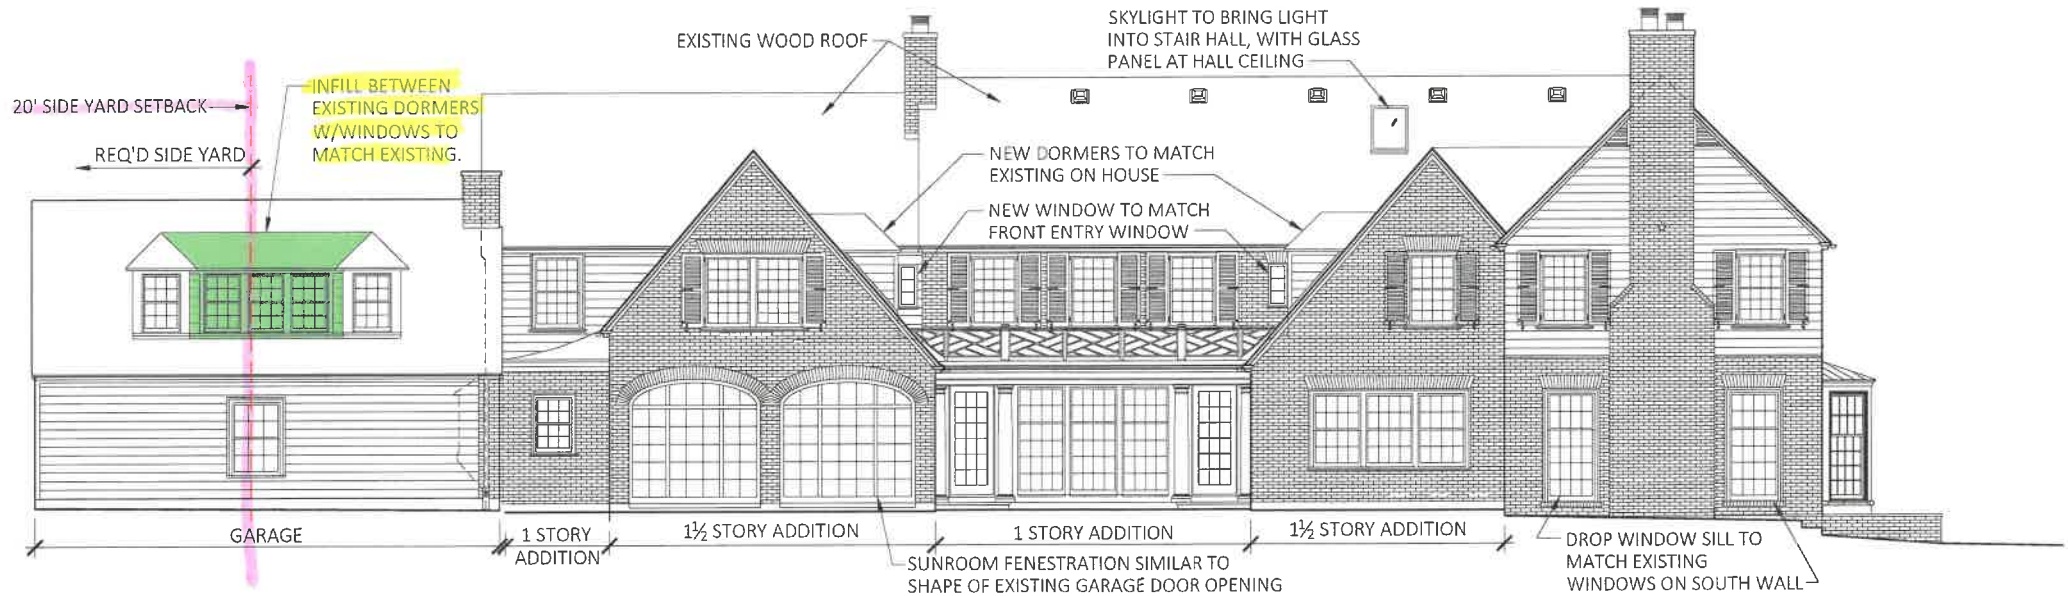 EXISTING WOOD ROOF
SKYLIGHT TO BRING LIGHT
INTO STAIR HALL, WITH GLASS
PANEL AT HALL CEILING
20' SIDE YARD SETBACK
INFILL BETWEEN
EXISTING DORMERS
W/WINDOWS TO
MATCH EXISTING.
REQ'D SIDE YARD
NEW DORMERS TO MATCH
EXISTING ON HOUSE
NEW WINDOW TO MATCH
FRONT ENTRY WINDOW
GARAGE
1 STORY
ADDITION
1½ STORY ADDITION
1 STORY ADDITION
1½ STORY ADDITION
SUNROOM FENESTRATION SIMILAR TO
SHAPE OF EXISTING GARAGE DOOR OPENING
DROP WINDOW SILL TO
MATCH EXISTING
WINDOWS ON SOUTH WALL